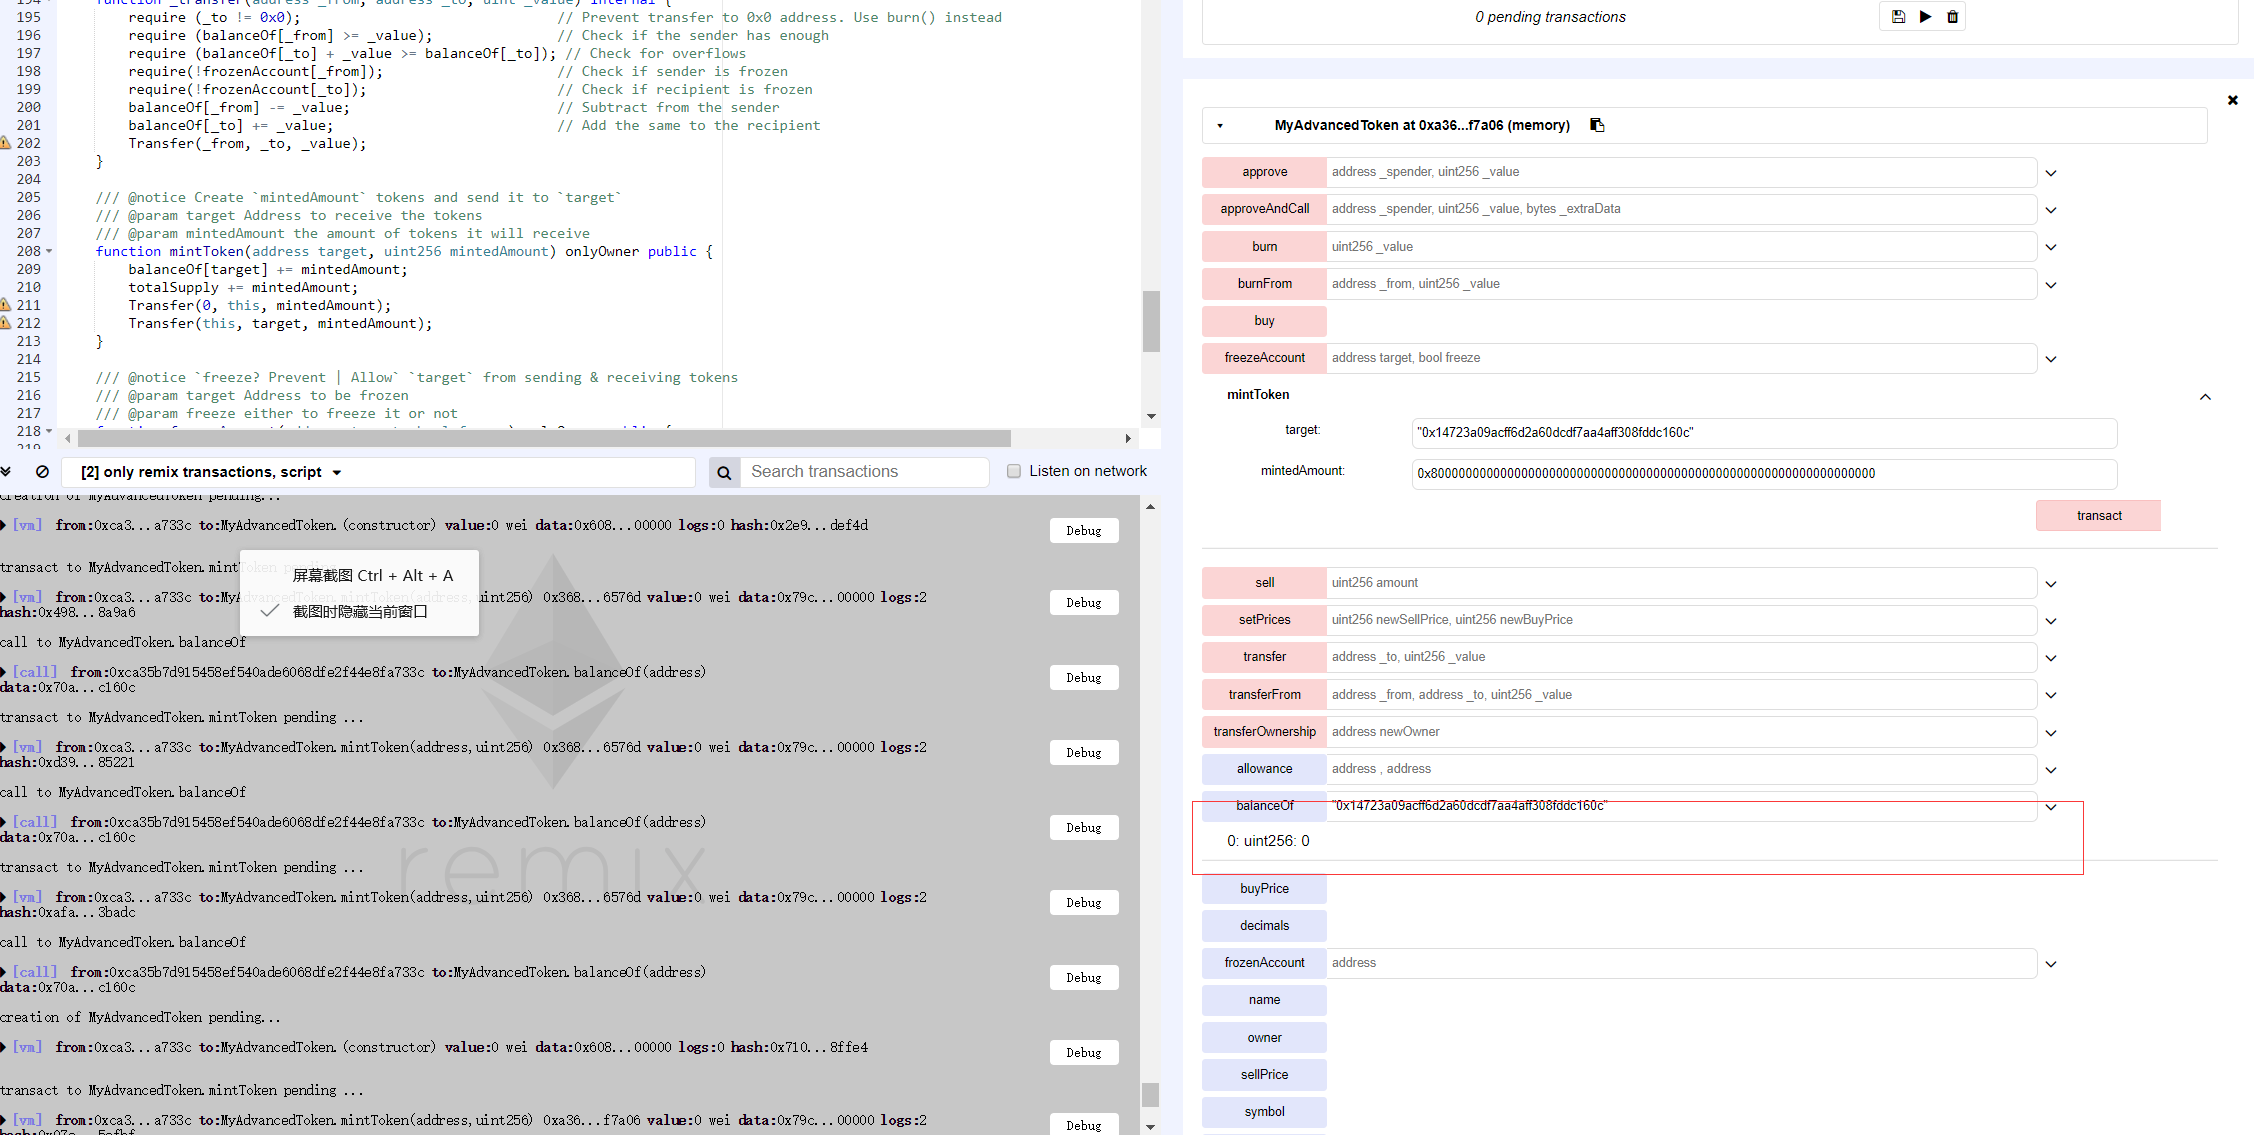 194 function _transfer(address _from, address _to, uint _value) internal {
195 require (_to != 0x0); // Prevent transfer to 0x0 address. Use burn() instead
196 require (balanceOf[_from] >= _value); // Check if the sender has enough
197 require (balanceOf[_to] + _value >= balanceOf[_to]); // Check for overflows
198 require(!frozenAccount[_from]); // Check if sender is frozen
199 require(!frozenAccount[_to]); // Check if recipient is frozen
200 balanceOf[_from] -= _value; // Subtract from the sender
201 balanceOf[_to] += _value; // Add the same to the recipient
202 Transfer(_from, _to, _value);
203 }
204
205 /// @notice Create `mintedAmount` tokens and send it to `target`
206 /// @param target Address to receive the tokens
207 /// @param mintedAmount the amount of tokens it will receive
208 function mintToken(address target, uint256 mintedAmount) onlyOwner public {
209 balanceOf[target] += mintedAmount;
210 totalSupply += mintedAmount;
211 Transfer(0, this, mintedAmount);
212 Transfer(this, target, mintedAmount);
213 }
214
215 /// @notice `freeze? Prevent | Allow` `target` from sending & receiving tokens
216 /// @param target Address to be frozen
217 /// @param freeze either to freeze it or not
218
219
[2] only remix transactions, script
Search transactions
Listen on network
creation of MyAdvancedToken pending...
[vm] from:0xca3...a733c to:MyAdvancedToken.(constructor) value:0 wei data:0x608...00000 logs:0 hash:0x2e9...def4d
Debug
transact to MyAdvancedToken.mintToken pending
屏幕截图 Ctrl + Alt + A
截图时隐藏当前窗口
[vm] from:0xca3...a733c to:MyA uint256) 0x368...6576d value:0 wei data:0x79c...00000 logs:2
hash:0x498...8a9a6
Debug
call to MyAdvancedToken.balanceOf
[call] from:0xca35b7d915458ef540ade6068dfe2f44e8fa733c to:MyAdvancedToken.balanceOf(address)
data:0x70a...c160c
Debug
transact to MyAdvancedToken.mintToken pending ...
[vm] from:0xca3...a733c to:MyAdvancedToken.mintToken(address,uint256) 0x368...6576d value:0 wei data:0x79c...00000 logs:2
hash:0xd39...85221
Debug
call to MyAdvancedToken.balanceOf
[call] from:0xca35b7d915458ef540ade6068dfe2f44e8fa733c to:MyAdvancedToken.balanceOf(address)
data:0x70a...c160c
Debug
remix
transact to MyAdvancedToken.mintToken pending ...
[vm] from:0xca3...a733c to:MyAdvancedToken.mintToken(address,uint256) 0x368...6576d value:0 wei data:0x79c...00000 logs:2
hash:0xafa...3badc
Debug
call to MyAdvancedToken.balanceOf
[call] from:0xca35b7d915458ef540ade6068dfe2f44e8fa733c to:MyAdvancedToken.balanceOf(address)
data:0x70a...c160c
Debug
creation of MyAdvancedToken pending...
[vm] from:0xca3...a733c to:MyAdvancedToken.(constructor) value:0 wei data:0x608...00000 logs:0 hash:0x710...8ffe4
Debug
transact to MyAdvancedToken.mintToken pending ...
[vm] from:0xca3...a733c to:MyAdvancedToken.mintToken(address,uint256) 0xa36...f7a06 value:0 wei data:0x79c...00000 logs:2
Debug
0 pending transactions
MyAdvancedToken at 0xa36...f7a06 (memory)
approve address _spender, uint256 _value
approveAndCall address _spender, uint256 _value, bytes _extraData
burn uint256 _value
burnFrom address _from, uint256 _value
buy
freezeAccount address target, bool freeze
mintToken
target: "0x14723a09acff6d2a60dcdf7aa4aff308fddc160c"
mintedAmount: 0x8000000000000000000000000000000000000000000000000000000000000000
transact
sell uint256 amount
setPrices uint256 newSellPrice, uint256 newBuyPrice
transfer address _to, uint256 _value
transferFrom address _from, address _to, uint256 _value
transferOwnership address newOwner
allowance address , address
balanceOf "0x14723a09acff6d2a60dcdf7aa4aff308fddc160c"
0: uint256: 0
buyPrice
decimals
frozenAccount address
name
owner
sellPrice
symbol